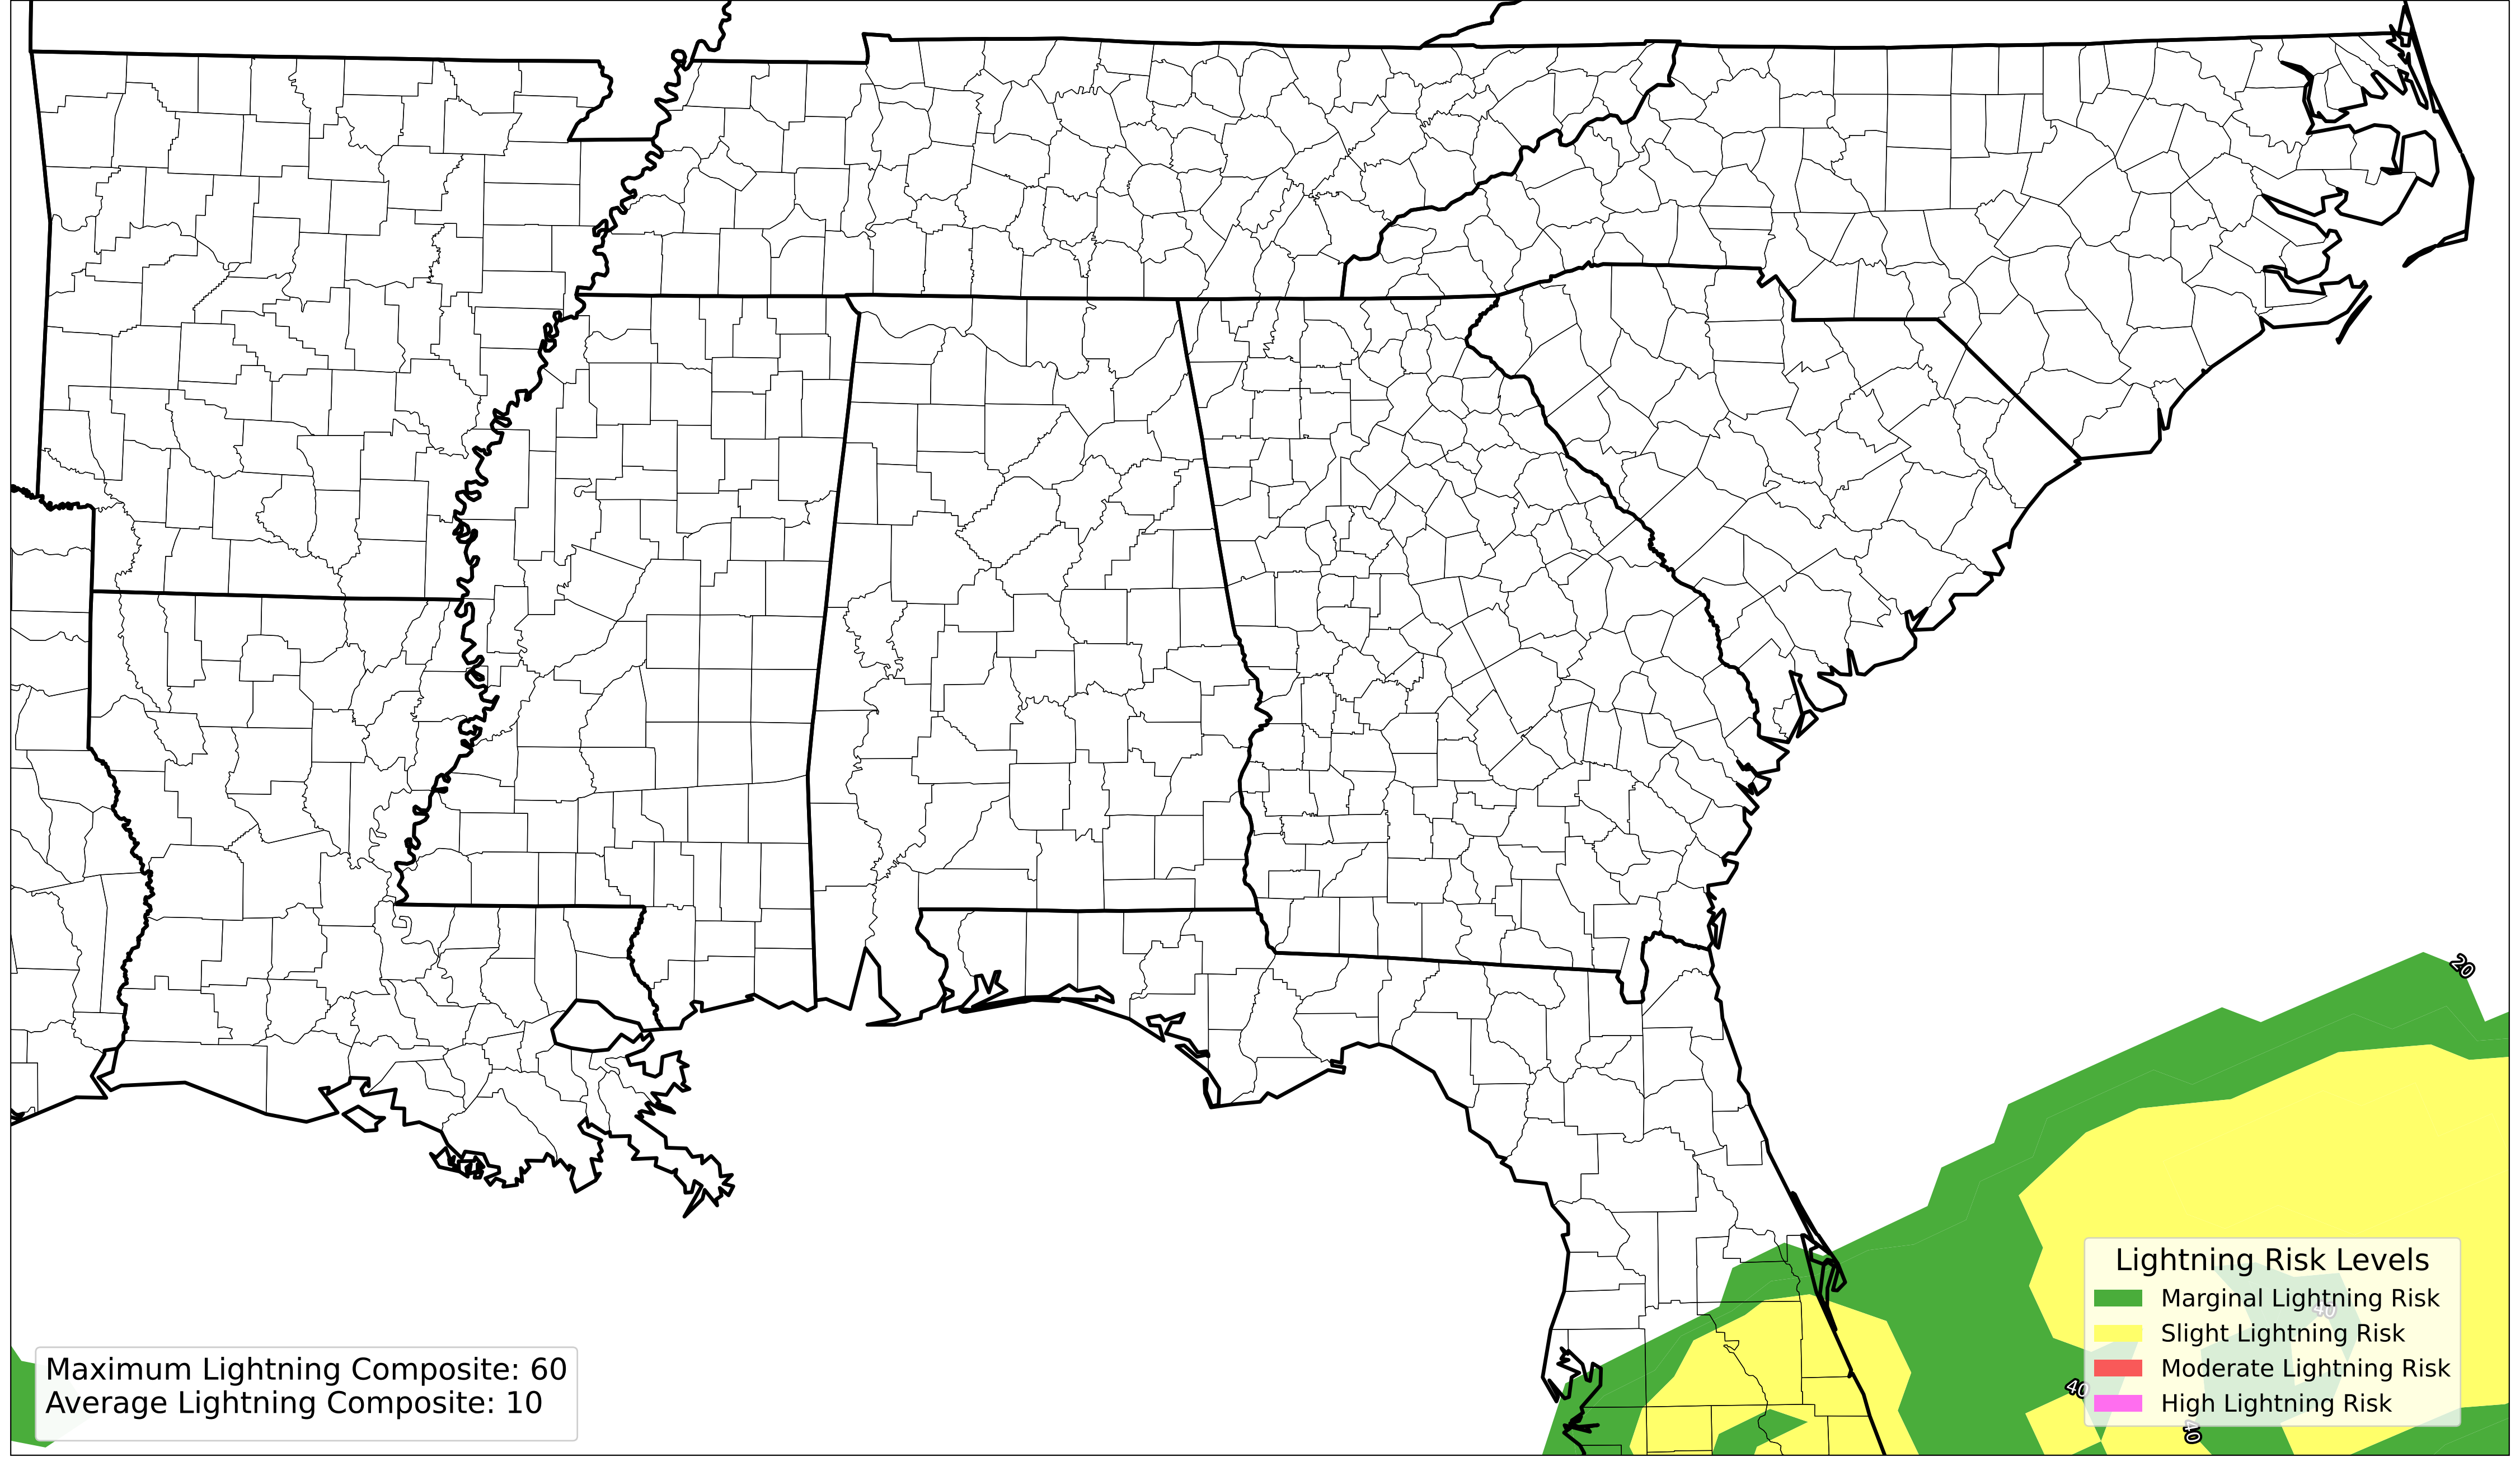 20
Lightning Risk Levels
Marginal Lightning Risk
40
Slight Lightning Risk
Moderate Lightning Risk
40
High Lightning Risk
40
Maximum Lightning Composite: 60
Average Lightning Composite: 10